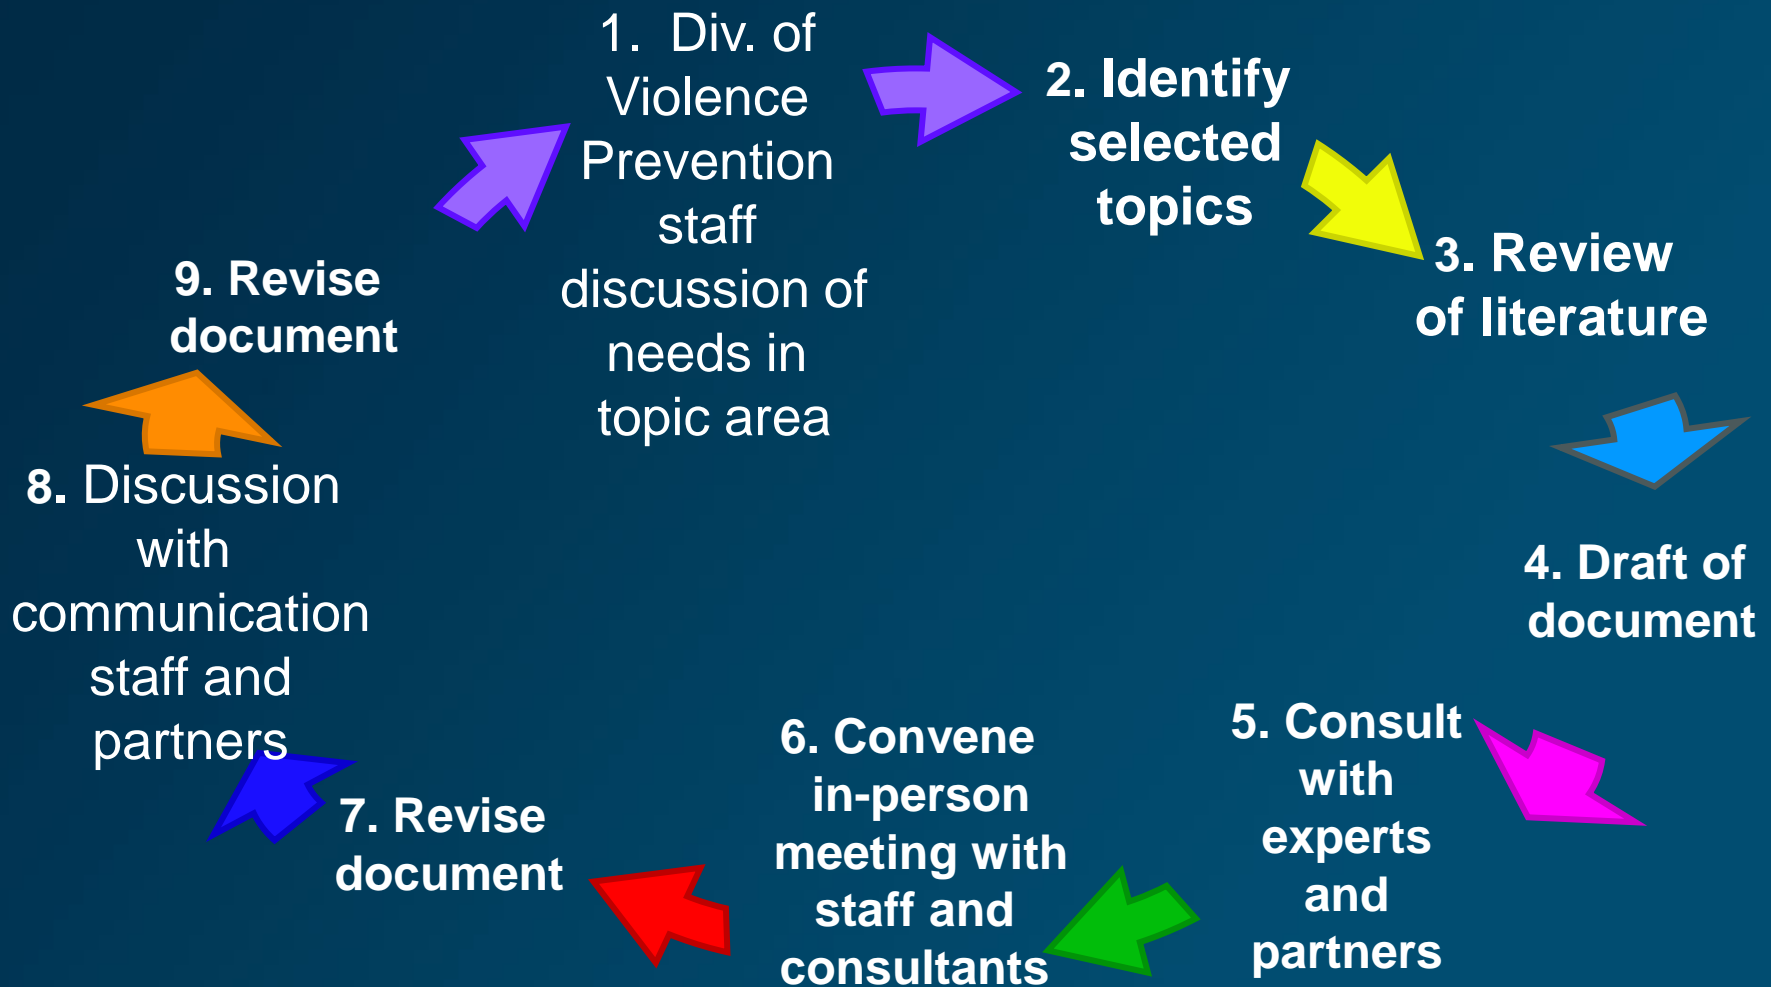 1. Div. of
Violence
Prevention
staff
discussion of
needs in
topic area
2. Identify
selected
topics
3. Review
of literature
4. Draft of
document
5. Consult
with
experts
and
partners
6. Convene
in-person
meeting with
staff and
consultants
7. Revise
document
8. Discussion
with
communication
staff and
partners
9. Revise
document